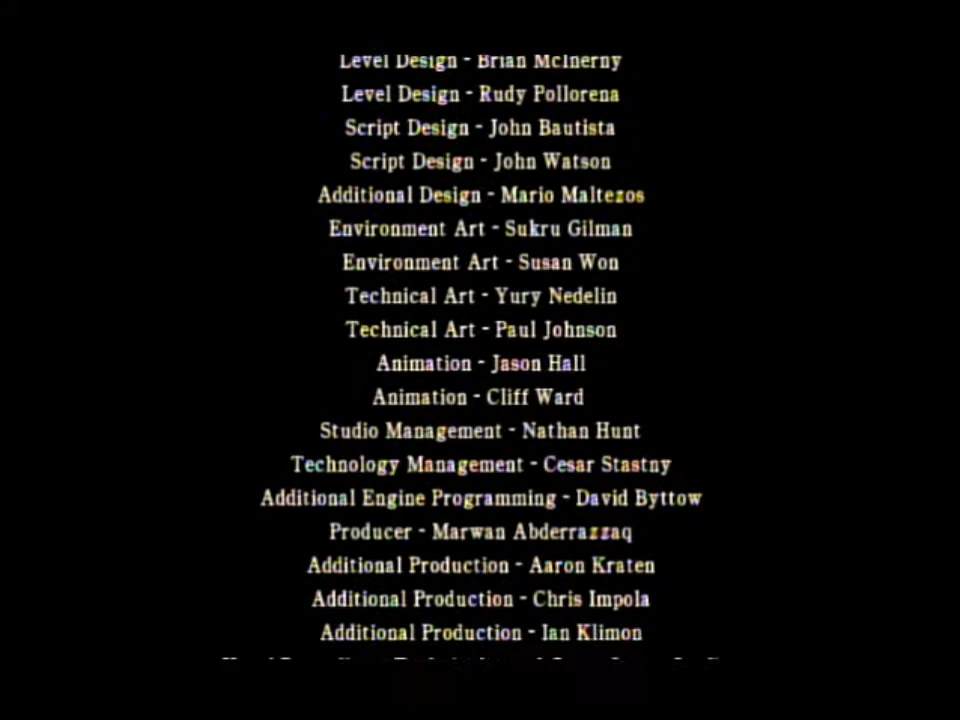 Level Design - Brian McInerny
Level Design - Rudy Pollorena
Script Design - John Bautista
Script Design - John Watson
Additional Design - Mario Maltezos
Environment Art - Sukru Gilman
Environment Art - Susan Won
Technical Art - Yury Nedelin
Technical Art - Paul Johnson
Animation - Jason Hall
Animation - Cliff Ward
Studio Management - Nathan Hunt
Technology Management - Cesar Stastny
Additional Engine Programming - David Byttow
Producer - Marwan Abderrazzaq
Additional Production - Aaron Kraten
Additional Production - Chris Impola
Additional Production - Ian Klimon